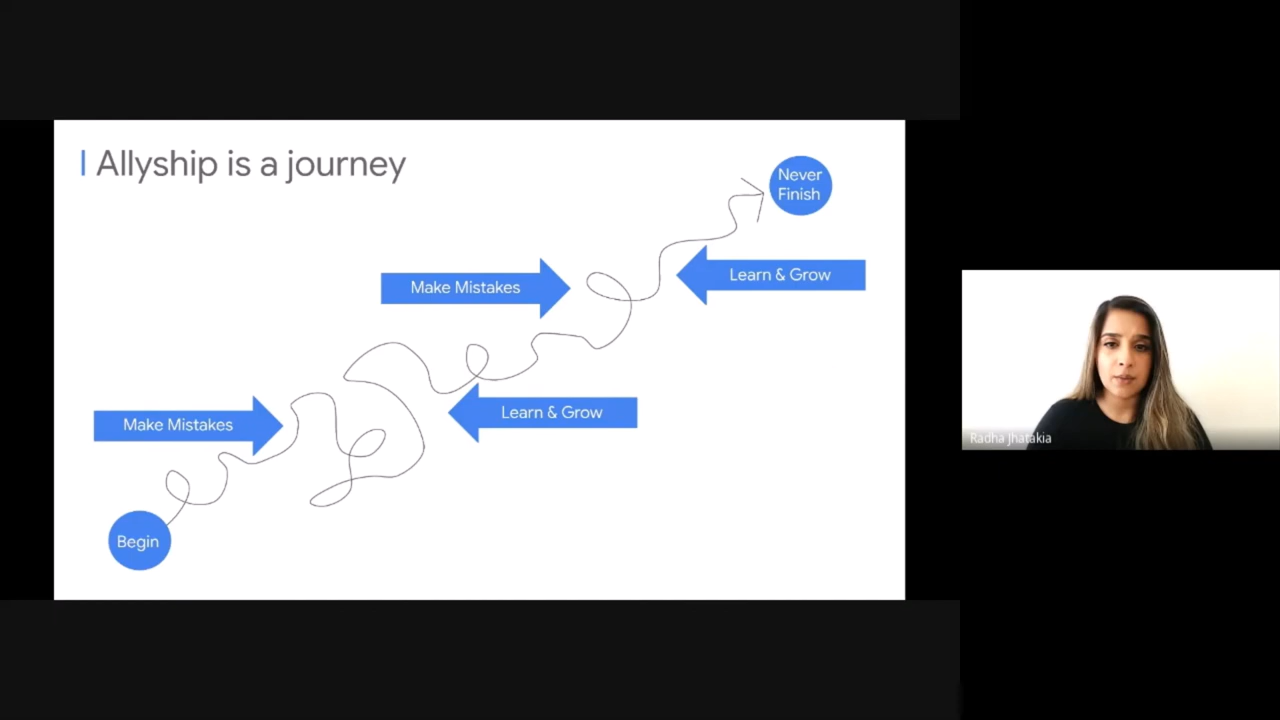 Allyship is a journey
Never
Finish
Make Mistakes
Learn & Grow
Make Mistakes
Learn & Grow
Begin
Radha Jhatakia